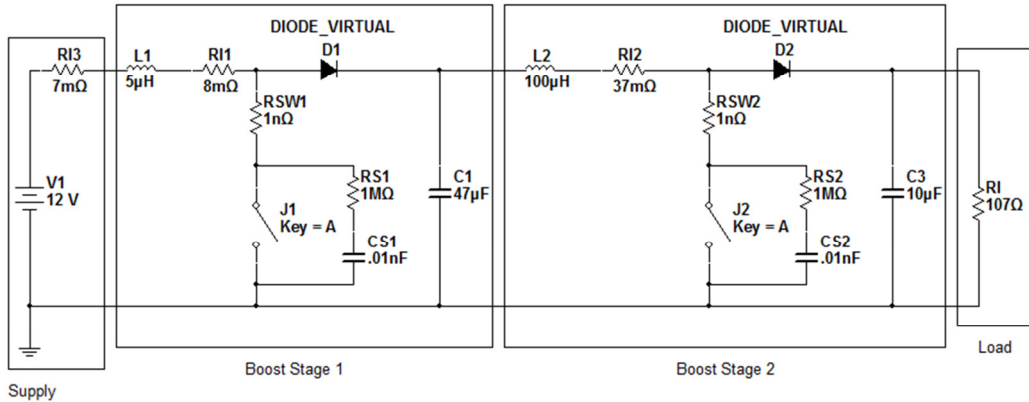 DIODE_VIRTUAL
D1
DIODE_VIRTUAL
D2
RI3
7mΩ
L1
5µH
RI1
8mΩ
L2
100µH
RI2
37mΩ
RSW1
1nΩ
RSW2
1nΩ
V1
12 V
J1
Key = A
RS1
1MΩ
CS1
.01nF
C1
47µF
J2
Key = A
RS2
1MΩ
CS2
.01nF
C3
10µF
RI
107Ω
Supply
Boost Stage 1
Boost Stage 2
Load